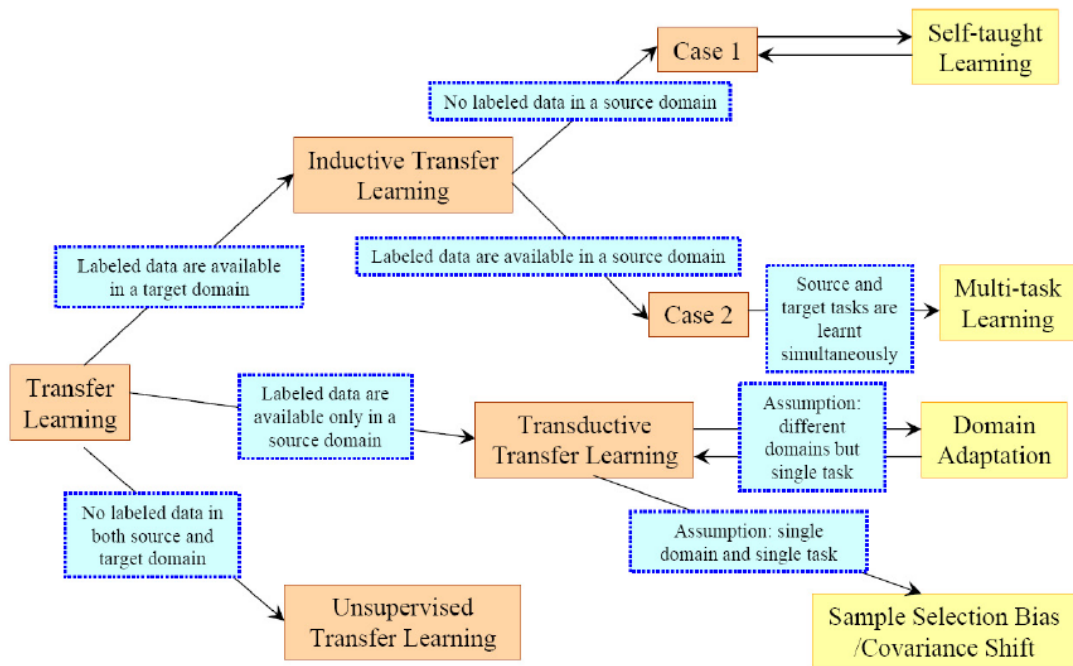 Case 1
Self-taught
Learning
No labeled data in a source domain
Inductive Transfer
Learning
Labeled data are available
in a target domain
Labeled data are available in a source domain
Case 2
Source and
target tasks are
learnt
simultaneously
Multi-task
Learning
Transfer
Learning
Labeled data are
available only in a
source domain
Transductive
Transfer Learning
Assumption:
different
domains but
single task
Domain
Adaptation
No labeled data in
both source and
target domain
Assumption: single
domain and single task
Unsupervised
Transfer Learning
Sample Selection Bias
/Covariance Shift